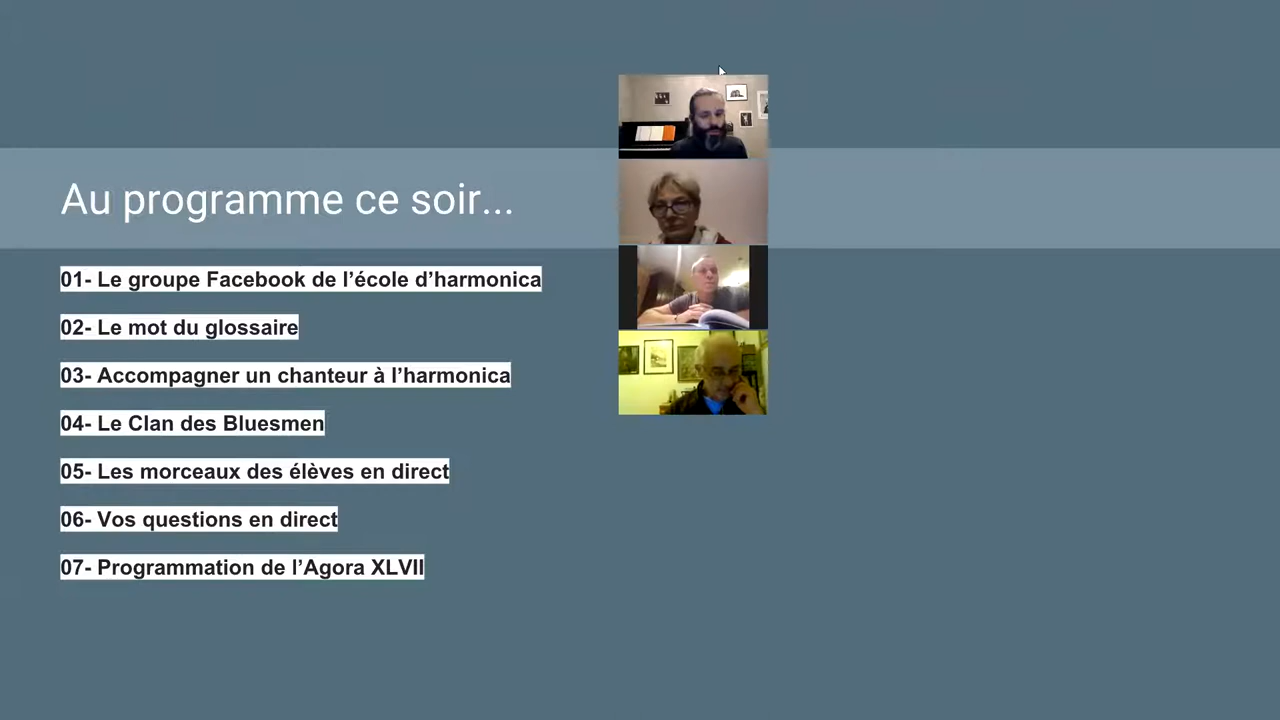 Au programme ce soir...
01- Le groupe Facebook de l’école d’harmonica
02- Le mot du glossaire
03- Accompagner un chanteur à l’harmonica
04- Le Clan des Bluesmen
05- Les morceaux des élèves en direct
06- Vos questions en direct
07- Programmation de l’Agora XLVII